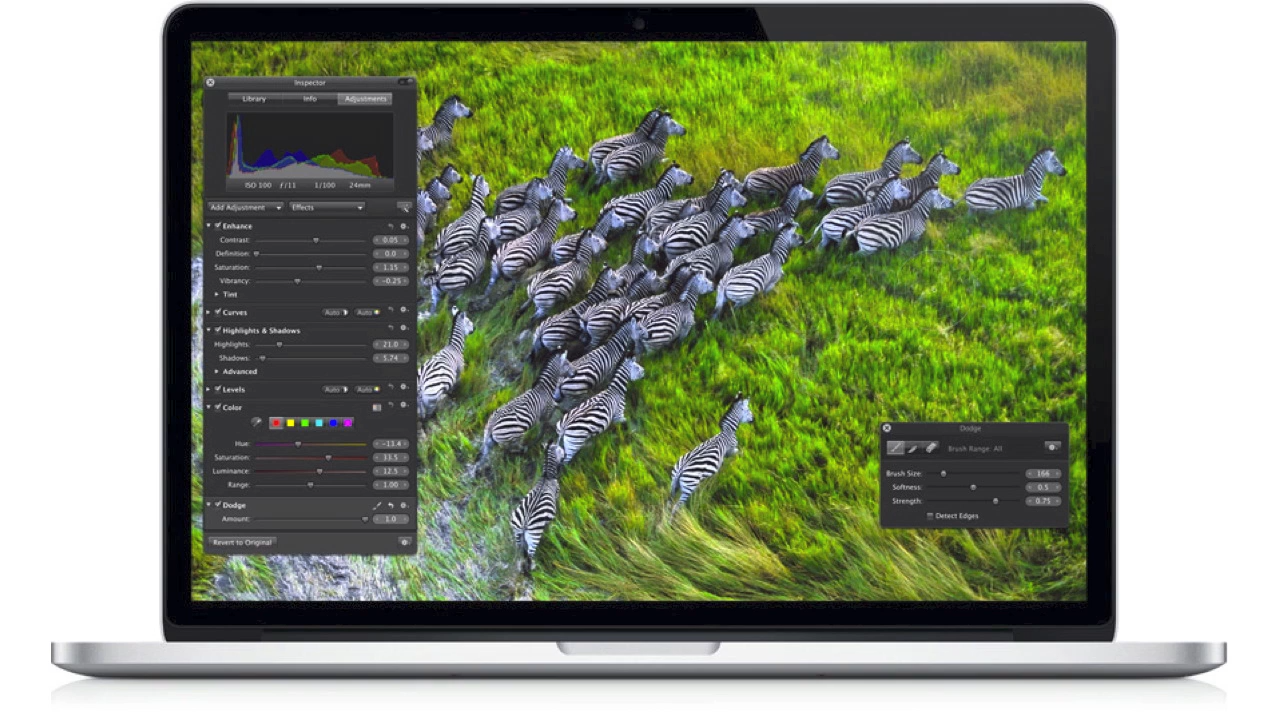 Inspector
Library Info Adjustments
ISO 100 ƒ/11 1/100 24mm
Add Adjustment Effects
Enhance
Contrast: 0.05
Definition: 0.0
Saturation: 1.15
Vibrancy: -0.25
Tint
Curves Auto Auto
Highlights & Shadows
Highlights: 21.0
Shadows: 5.74
Advanced
Levels Auto Auto
Color
Hue: -13.4
Saturation: 33.5
Luminance: 12.5
Range: 1.00
Dodge
Amount: 1.0
Revert to Original
Dodge
Brush Range: All
Brush Size: 166
Softness: 0.5
Strength: 0.75
Detect Edges